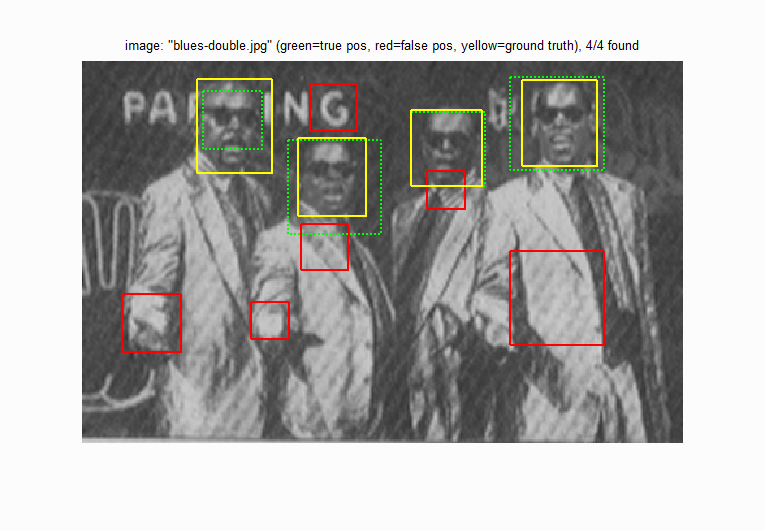 image: "blues-double.jpg" (green=true pos, red=false pos, yellow=ground truth), 4/4 found
PA NG